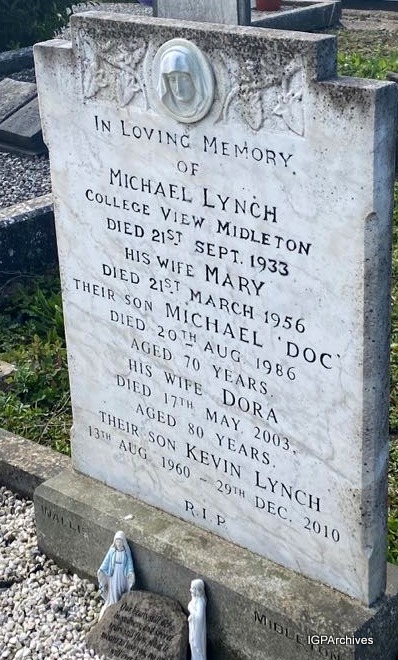 IN LOVING MEMORY
OF
MICHAEL LYNCH
COLLEGE VIEW MIDLETON
DIED 21ST SEPT. 1933
HIS WIFE MARY
DIED 21ST MARCH 1956
THEIR SON MICHAEL 'DOC'
DIED 20TH AUG 1986
AGED 70 YEARS.
HIS WIFE DORA
DIED 17TH MAY 2003,
AGED 80 YEARS.
THEIR SON KEVIN LYNCH
13TH AUG. 1960 - 29TH DEC. 2010
R.I.P.
MIDLETON
IGPArchives